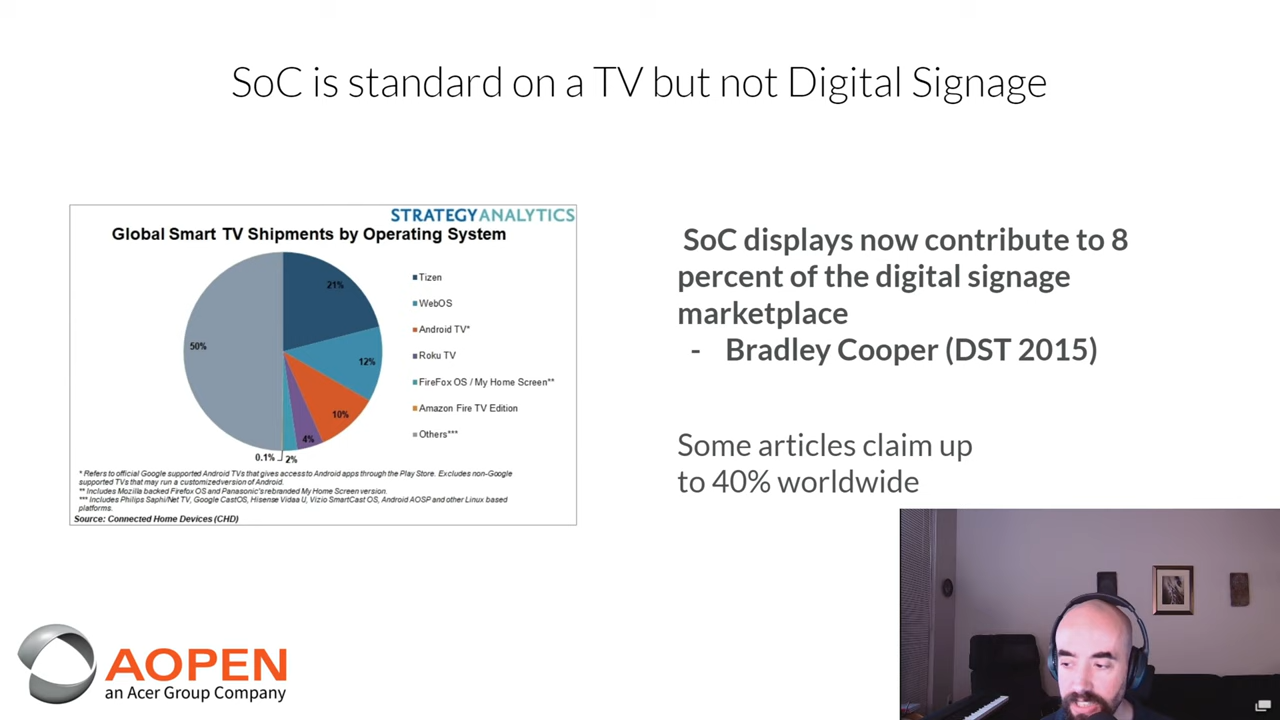 SoC is standard on a TV but not Digital Signage
STRATEGYANALYTICS
Global Smart TV Shipments by Operating System
21%
12%
10%
4%
2%
0.1%
50%
Tizen
WebOS
Android TV*
Roku TV
FireFox OS / My Home Screen**
Amazon Fire TV Edition
Others***
* Refers to official Google supported Android TVs that gives access to Android apps through the Play Store. Excludes non-Google
supported TVs that may run a customizedversion of Android.
** Includes Mozilla backed Firefox OS and Panasonic's rebranded My Home Screen version.
*** Includes Philips Saphi/Net TV, Google CastOS, Hisense Vidaa U, Vizio SmartCast OS, Android AOSP and other Linux based
platforms.
Source: Connected Home Devices (CHD)
SoC displays now contribute to 8
percent of the digital signage
marketplace
- Bradley Cooper (DST 2015)
Some articles claim up
to 40% worldwide
AOPEN
an Acer Group Company